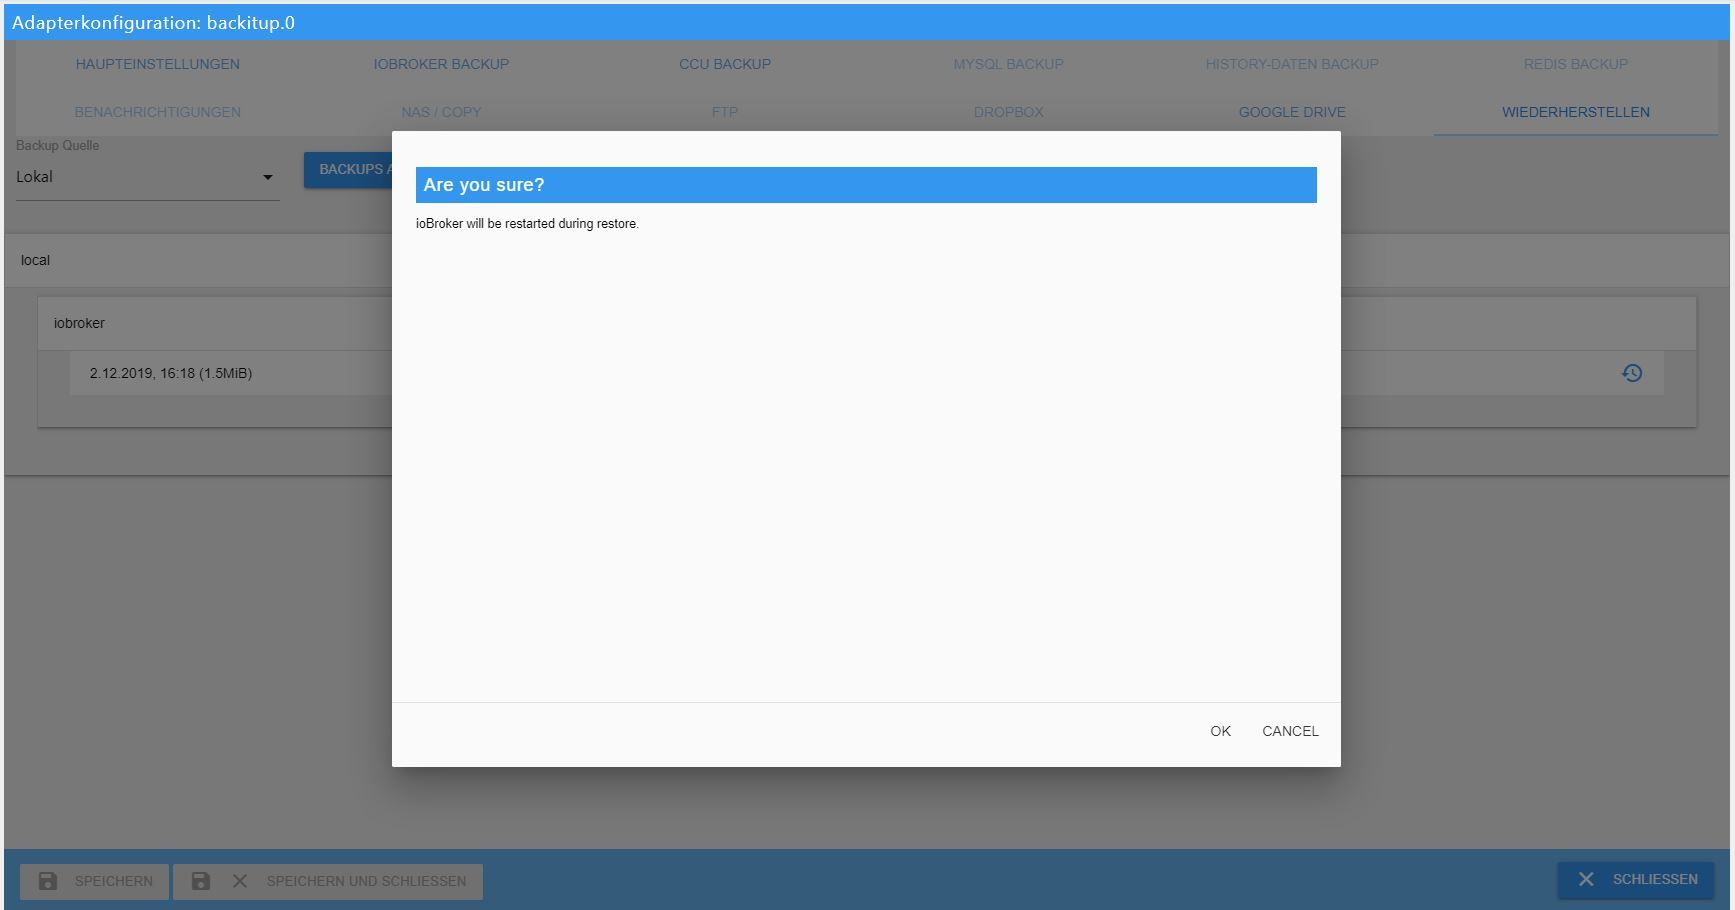 Adapterkonfiguration: backitup.0
HAUPTEINSTELLUNGEN IOBROKER BACKUP CCU BACKUP MYSQL BACKUP HISTORY-DATEN BACKUP REDIS BACKUP
BENACHRICHTIGUNGEN NAS / COPY FTP DROPBOX GOOGLE DRIVE WIEDERHERSTELLEN
Backup Quelle
Lokal
BACKUPS
Are you sure?
ioBroker will be restarted during restore.
local
iobroker
2.12.2019, 16:18 (1.5MiB)
OK CANCEL
SPEICHERN SPEICHERN UND SCHLIESSEN SCHLIESSEN